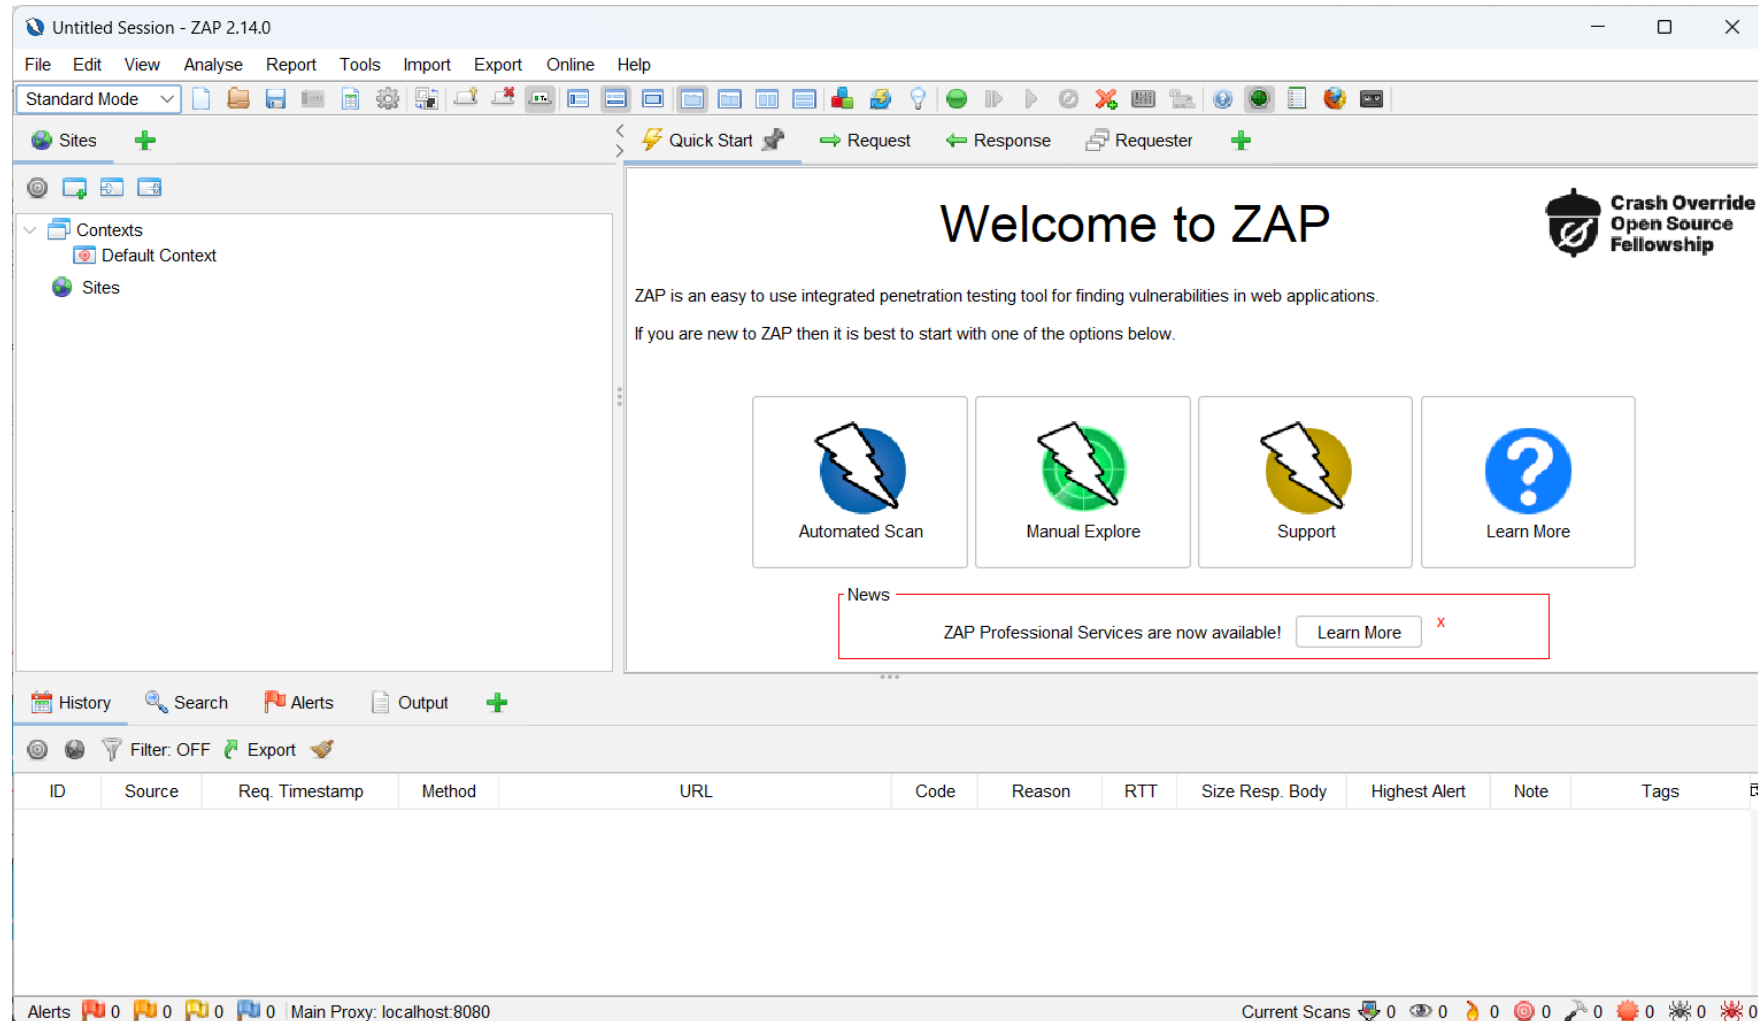 Untitled Session - ZAP 2.14.0
File Edit View Analyse Report Tools Import Export Online Help
Standard Mode
Sites
Quick Start Request Response Requester
Contexts
Default Context
Sites
Welcome to ZAP
Crash Override
Open Source
Fellowship
ZAP is an easy to use integrated penetration testing tool for finding vulnerabilities in web applications.
If you are new to ZAP then it is best to start with one of the options below.
Automated Scan Manual Explore Support Learn More
News
ZAP Professional Services are now available! Learn More x
History Search Alerts Output
Filter: OFF Export
ID Source Req. Timestamp Method URL Code Reason RTT Size Resp. Body Highest Alert Note Tags
Alerts 0 0 0 0 Main Proxy: localhost:8080 Current Scans 0 0 0 0 0 0 0 0